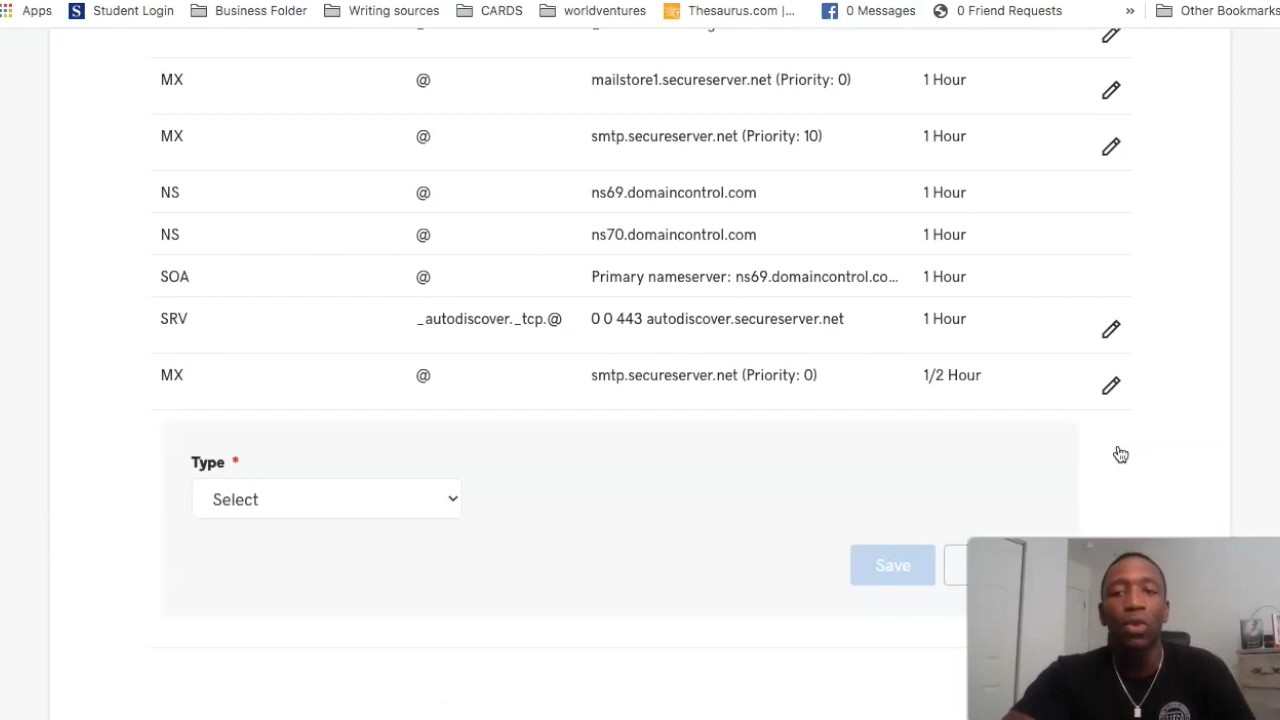 Apps Student Login Business Folder Writing sources CARDS worldventures Thesaurus.com |... 0 Messages 0 Friend Requests » Other Bookmarks
MX @ mailstore1.secureserver.net (Priority: 0) 1 Hour
MX @ smtp.secureserver.net (Priority: 10) 1 Hour
NS @ ns69.domaincontrol.com 1 Hour
NS @ ns70.domaincontrol.com 1 Hour
SOA @ Primary nameserver: ns69.domaincontrol.co... 1 Hour
SRV _autodiscover._tcp.@ 0 0 443 autodiscover.secureserver.net 1 Hour
MX @ smtp.secureserver.net (Priority: 0) 1/2 Hour
Type *
Select
Save